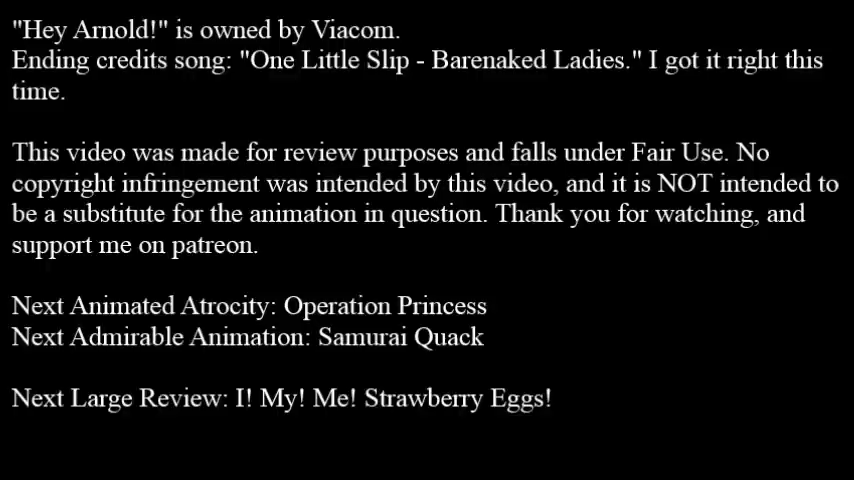 "Hey Arnold!" is owned by Viacom.
Ending credits song: "One Little Slip - Barenaked Ladies." I got it right this
time.
This video was made for review purposes and falls under Fair Use. No
copyright infringement was intended by this video, and it is NOT intended to
be a substitute for the animation in question. Thank you for watching, and
support me on patreon.
Next Animated Atrocity: Operation Princess
Next Admirable Animation: Samurai Quack
Next Large Review: I! My! Me! Strawberry Eggs!